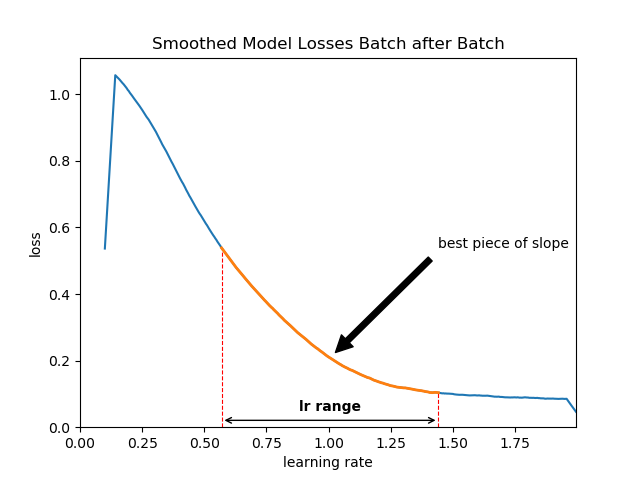 Smoothed Model Losses Batch after Batch
1.0
0.8
0.6
0.4
0.2
0.0
loss
best piece of slope
lr range
0.00 0.25 0.50 0.75 1.00 1.25 1.50 1.75
learning rate